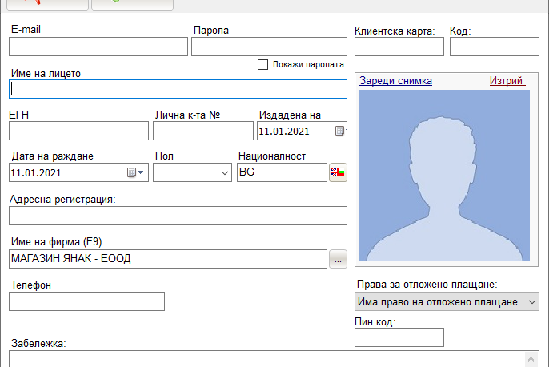 E-mail Парола Клиентска карта: Код:
Покажи паролата
Име на лицето
Зареди снимка Изтрий
ЕГН Лична к-та № Издадена на
11.01.2021
Дата на раждане Пол Националност
11.01.2021 BG
Адресна регистрация:
Име на фирма (F9)
МАГАЗИН ЯНАК - ЕООД ...
Телефон
Права за отложено плащане:
Има право на отложено плащане
Пин код:
Забележка: